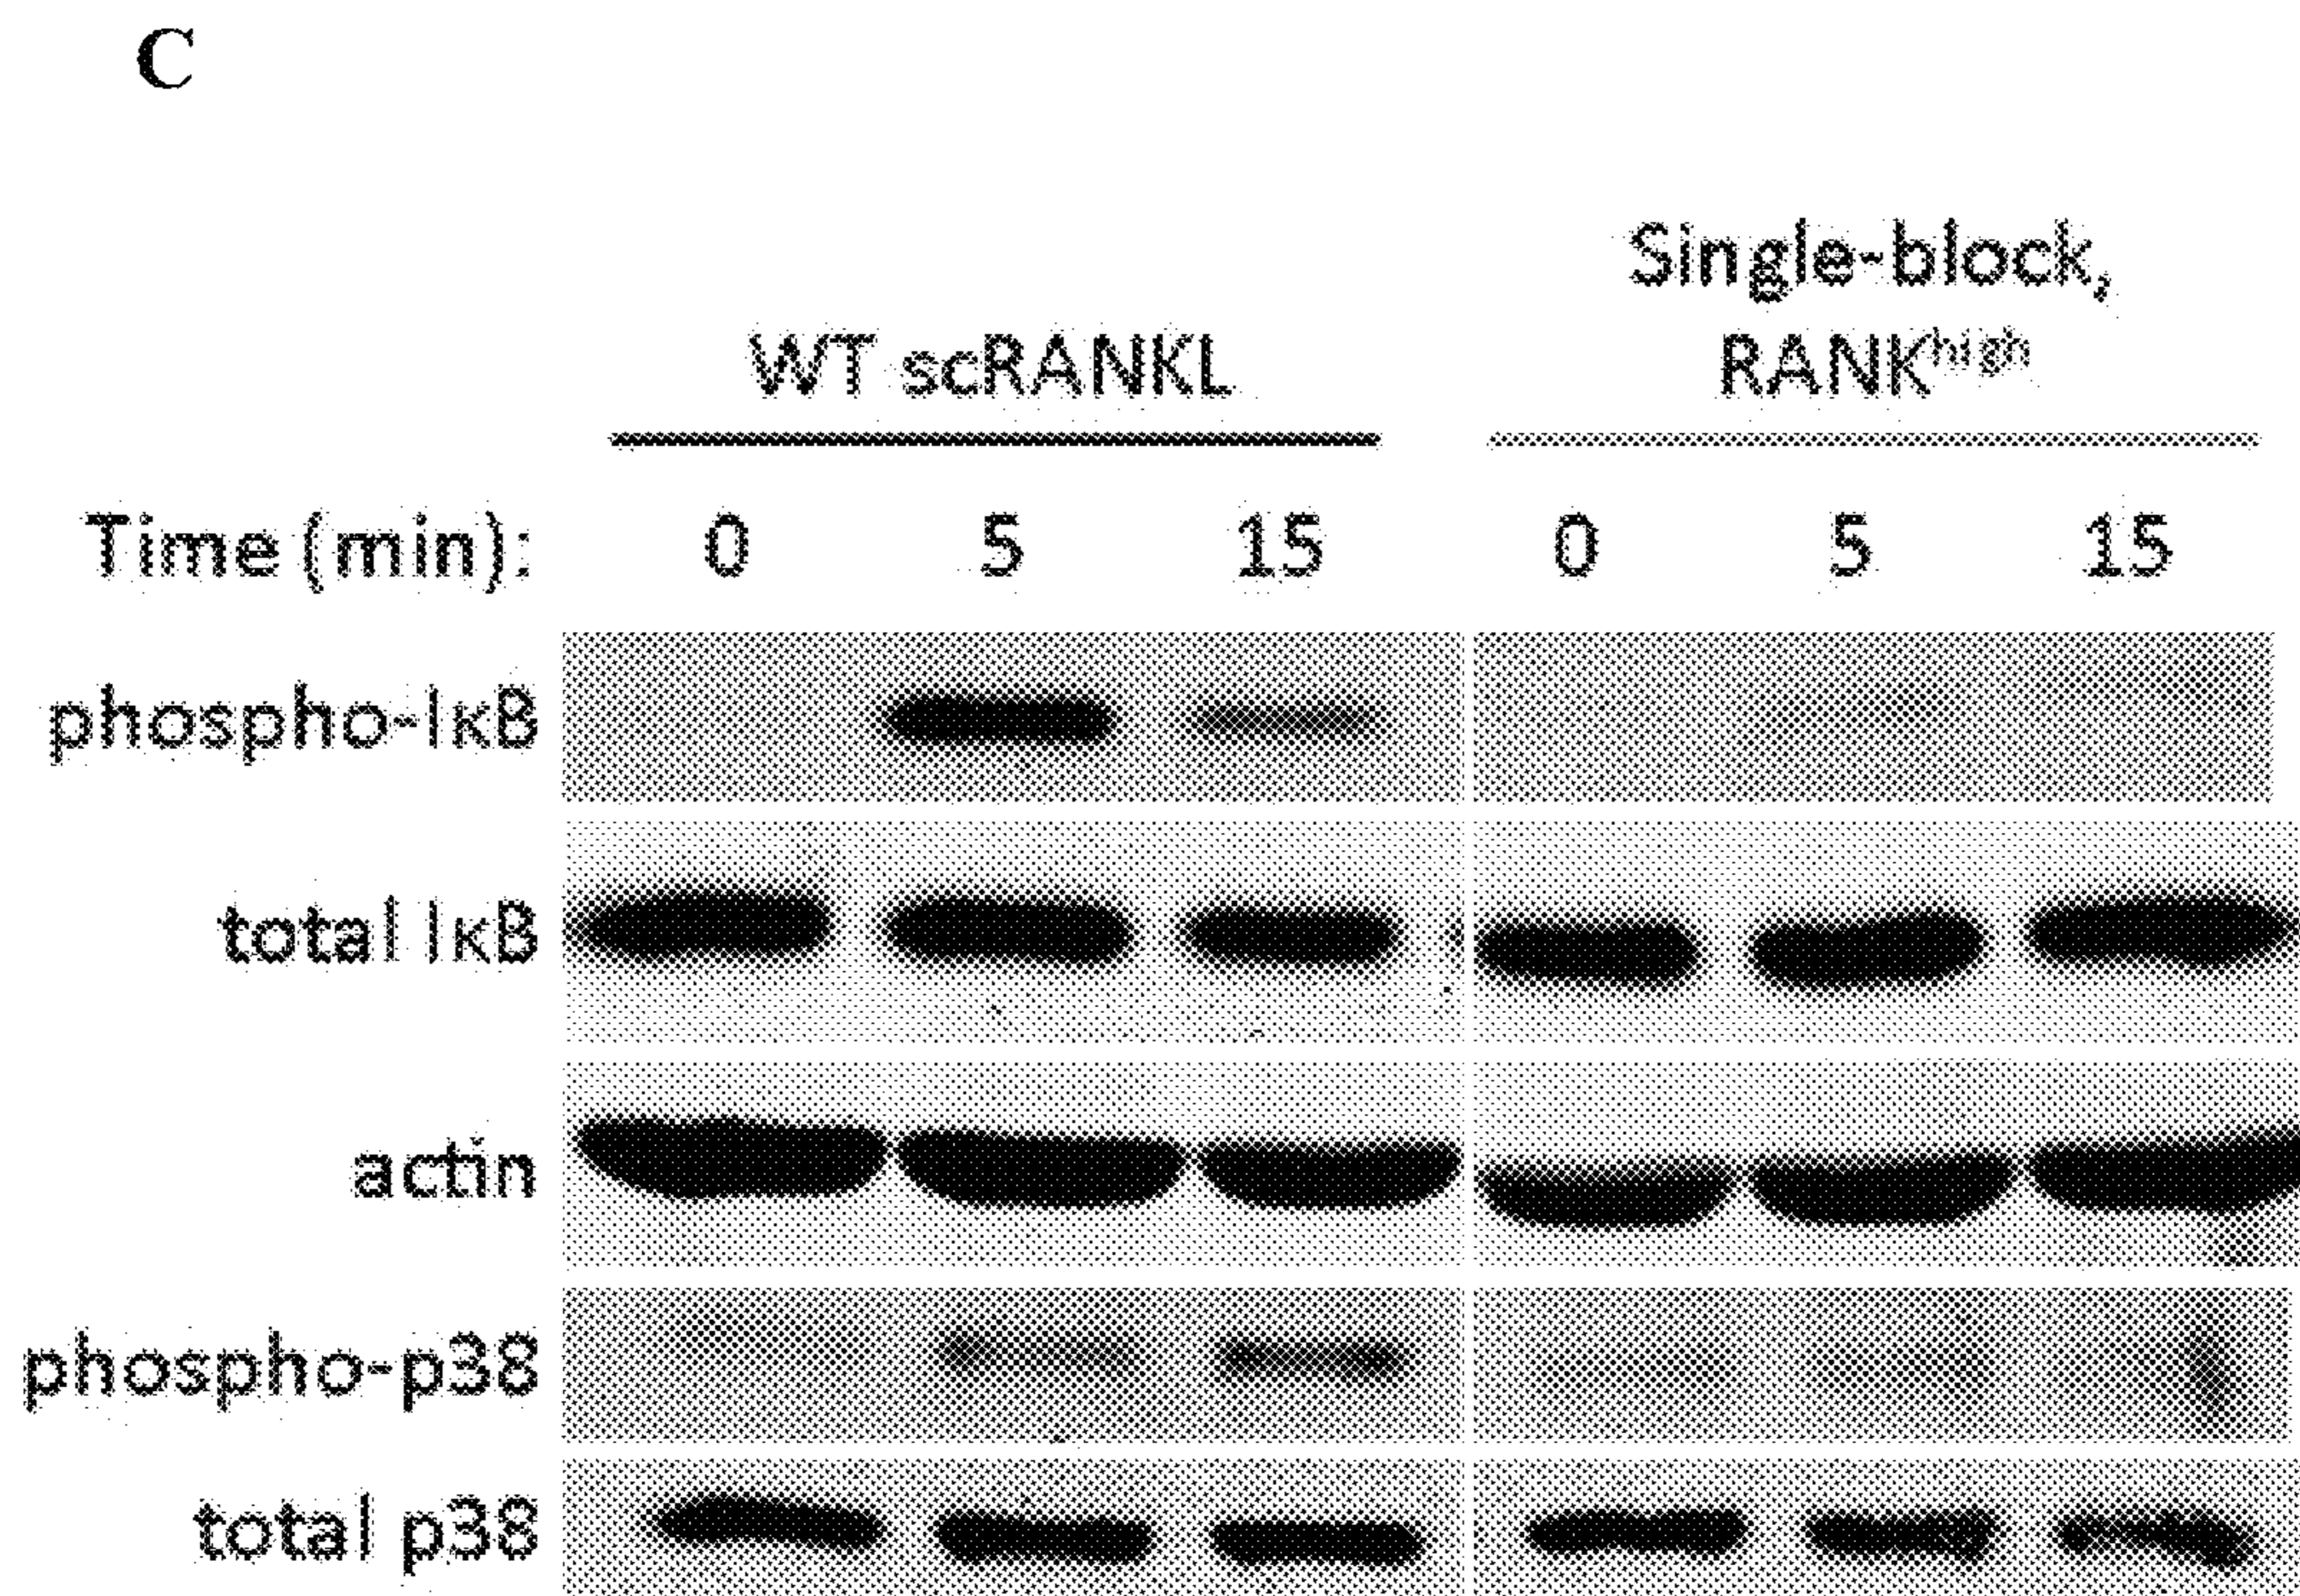 C
Single-block,
WT scRANKL RANKhigh
Time (min): 0 5 15 0 5 15
phospho-IκB
total IκB
actin
phospho-p38
total p38